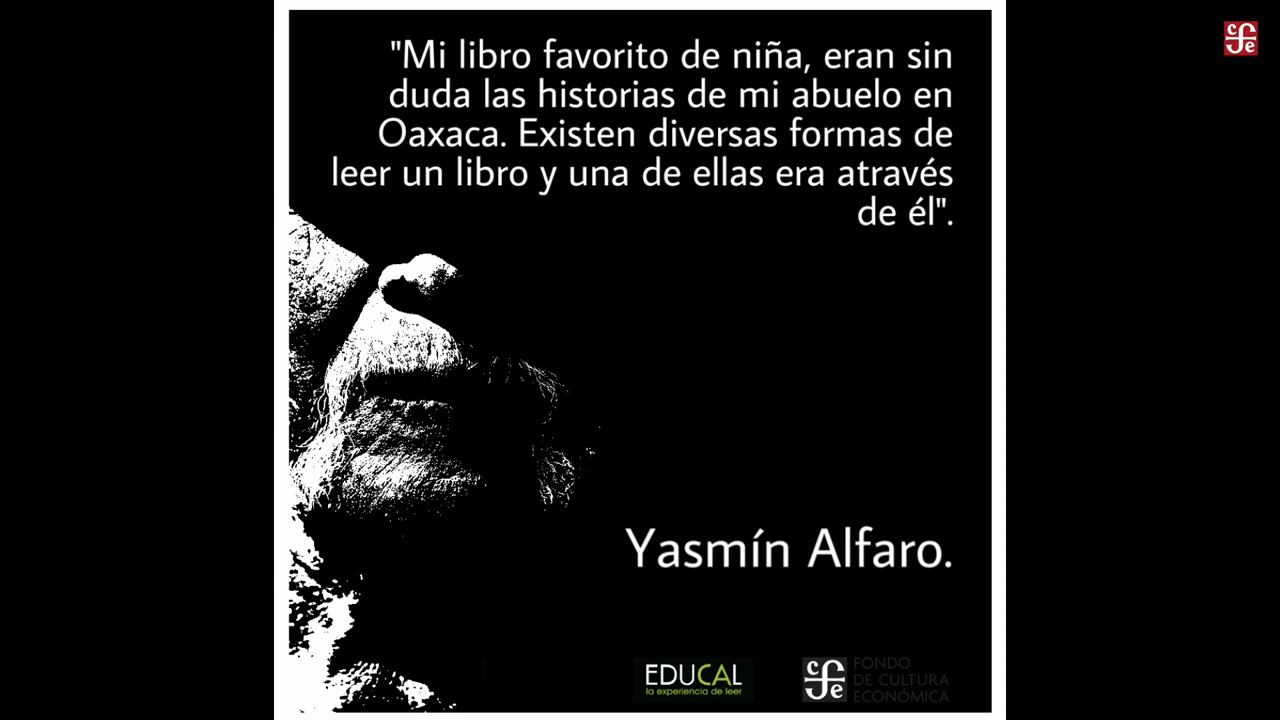 "Mi libro favorito de niña, eran sin
duda las historias de mi abuelo en
Oaxaca. Existen diversas formas de
leer un libro y una de ellas era através
de él".
Yasmín Alfaro.
EDUCAL
la experiencia de leer
cfe
FONDO
DE CULTURA
ECONÓMICA
cfe